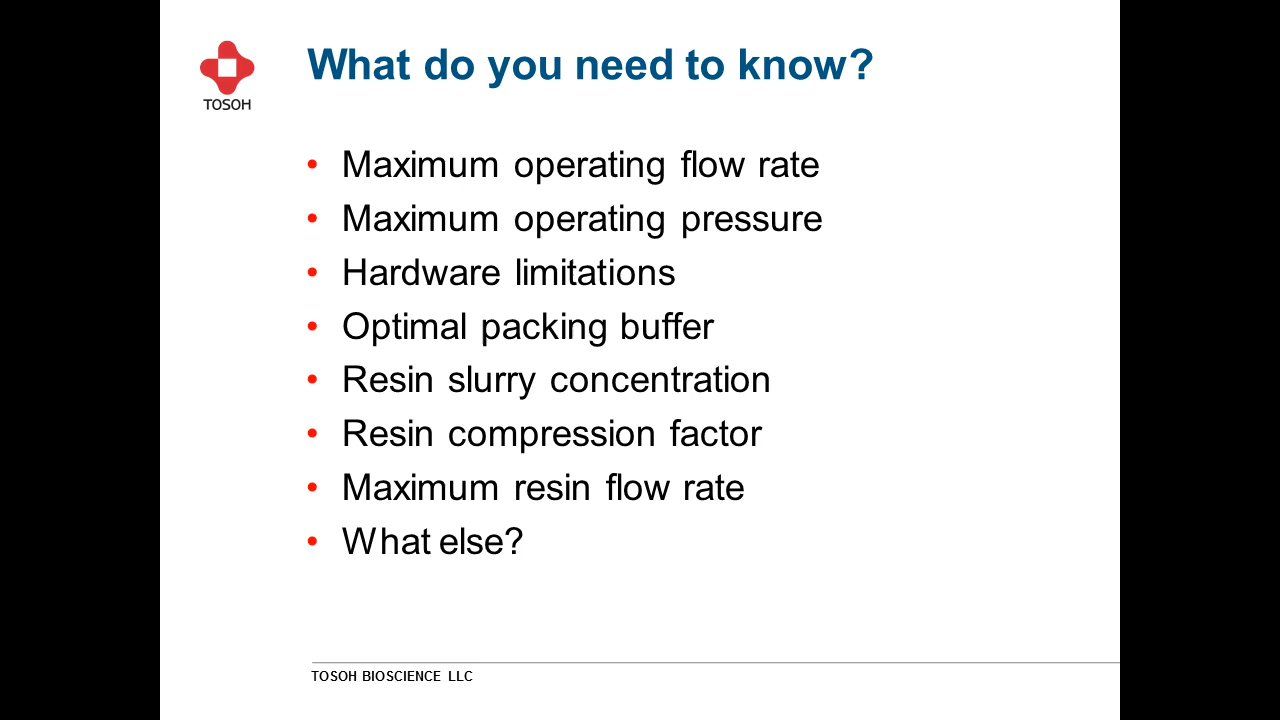 What do you need to know?
TOSOH
• Maximum operating flow rate
• Maximum operating pressure
• Hardware limitations
• Optimal packing buffer
• Resin slurry concentration
• Resin compression factor
• Maximum resin flow rate
• What else?
TOSOH BIOSCIENCE LLC